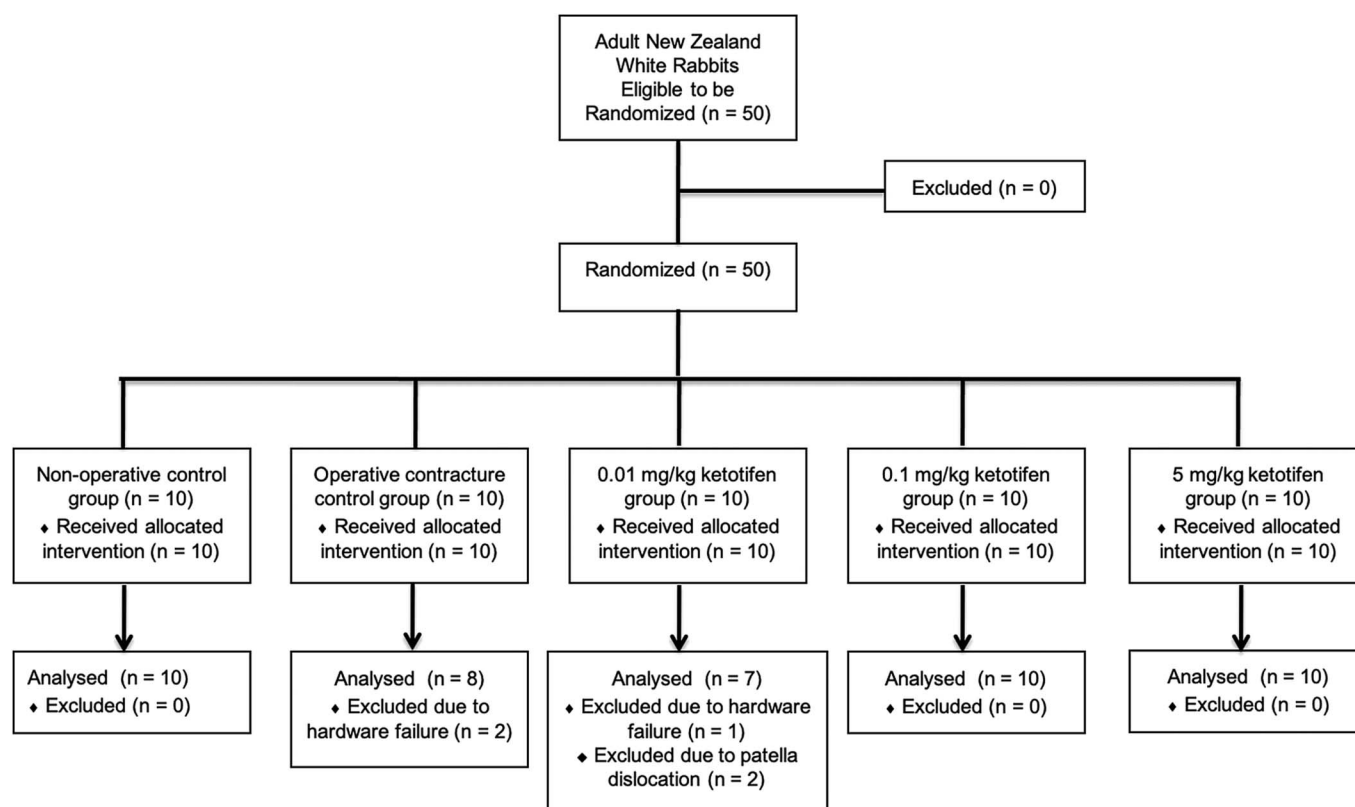 Adult New Zealand
White Rabbits
Eligible to be
Randomized (n = 50)
Excluded (n = 0)
Randomized (n = 50)
Non-operative control
group (n = 10)
♦ Received allocated
intervention (n = 10)
Operative contracture
control group (n = 10)
♦ Received allocated
intervention (n = 10)
0.01 mg/kg ketotifen
group (n = 10)
♦ Received allocated
intervention (n = 10)
0.1 mg/kg ketotifen
group (n = 10)
♦ Received allocated
intervention (n = 10)
5 mg/kg ketotifen
group (n = 10)
♦ Received allocated
intervention (n = 10)
Analysed (n = 10)
♦ Excluded (n = 0)
Analysed (n = 8)
♦ Excluded due to
hardware failure (n = 2)
Analysed (n = 7)
♦ Excluded due to hardware
failure (n = 1)
◆ Excluded due to patella
dislocation (n = 2)
Analysed (n = 10)
♦ Excluded (n = 0)
Analysed (n = 10)
♦ Excluded (n = 0)